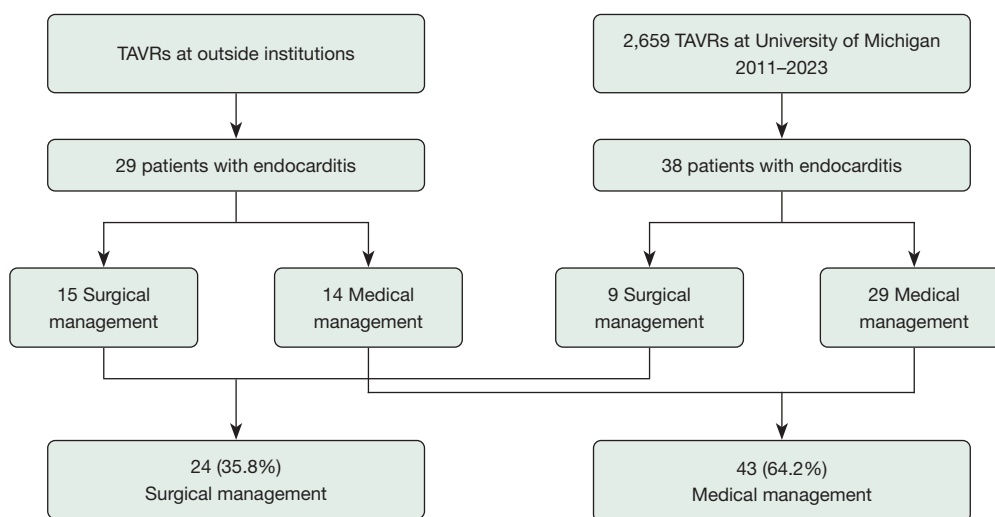 TAVRs at outside institutions
2,659 TAVRs at University of Michigan
2011–2023
29 patients with endocarditis
38 patients with endocarditis
15 Surgical
management
14 Medical
management
9 Surgical
management
29 Medical
management
24 (35.8%)
Surgical management
43 (64.2%)
Medical management